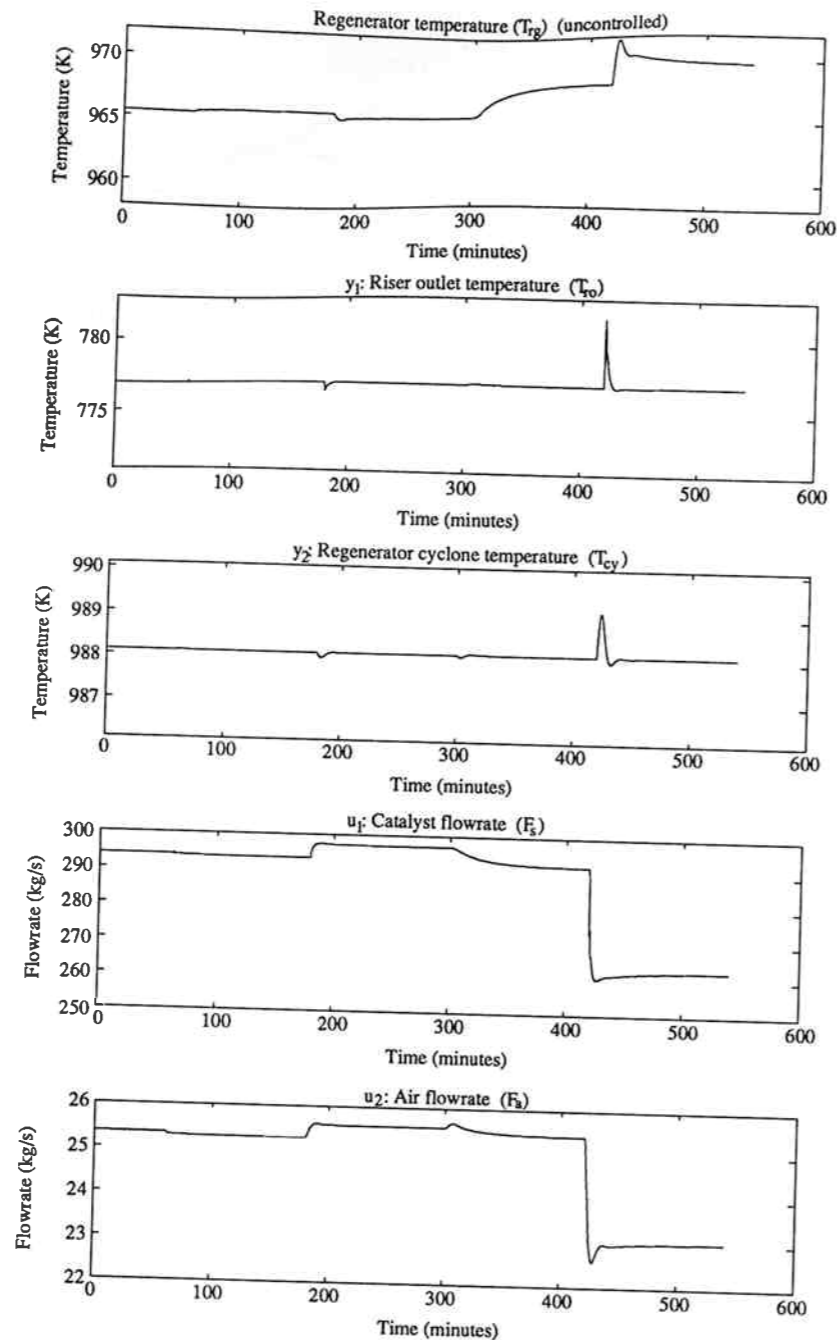 Regenerator temperature (Trg) (uncontrolled)
Temperature (K)
970
965
960
0 100 200 300 400 500 600
Time (minutes)
y1: Riser outlet temperature (Tro)
Temperature (K)
780
775
0 100 200 300 400 500 600
Time (minutes)
y2: Regenerator cyclone temperature (Tcy)
Temperature (K)
990
989
988
987
0 100 200 300 400 500 600
Time (minutes)
u1: Catalyst flowrate (Fs)
Flowrate (kg/s)
300
290
280
270
260
250
0 100 200 300 400 500 600
Time (minutes)
u2: Air flowrate (Fa)
Flowrate (kg/s)
26
25
24
23
22
0 100 200 300 400 500 600
Time (minutes)